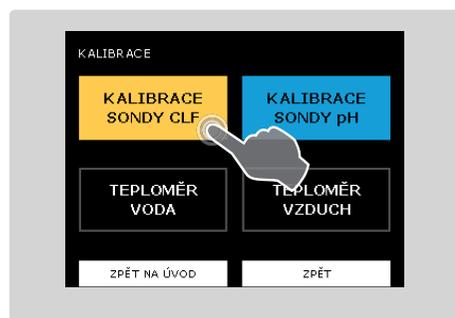 KALIBRACE
KALIBRACE
SONDY CLF
KALIBRACE
SONDY pH
TEPLOMĚR
VODA
TEPLOMĚR
VZDUCH
ZPĚT NA ÚVOD
ZPĚT